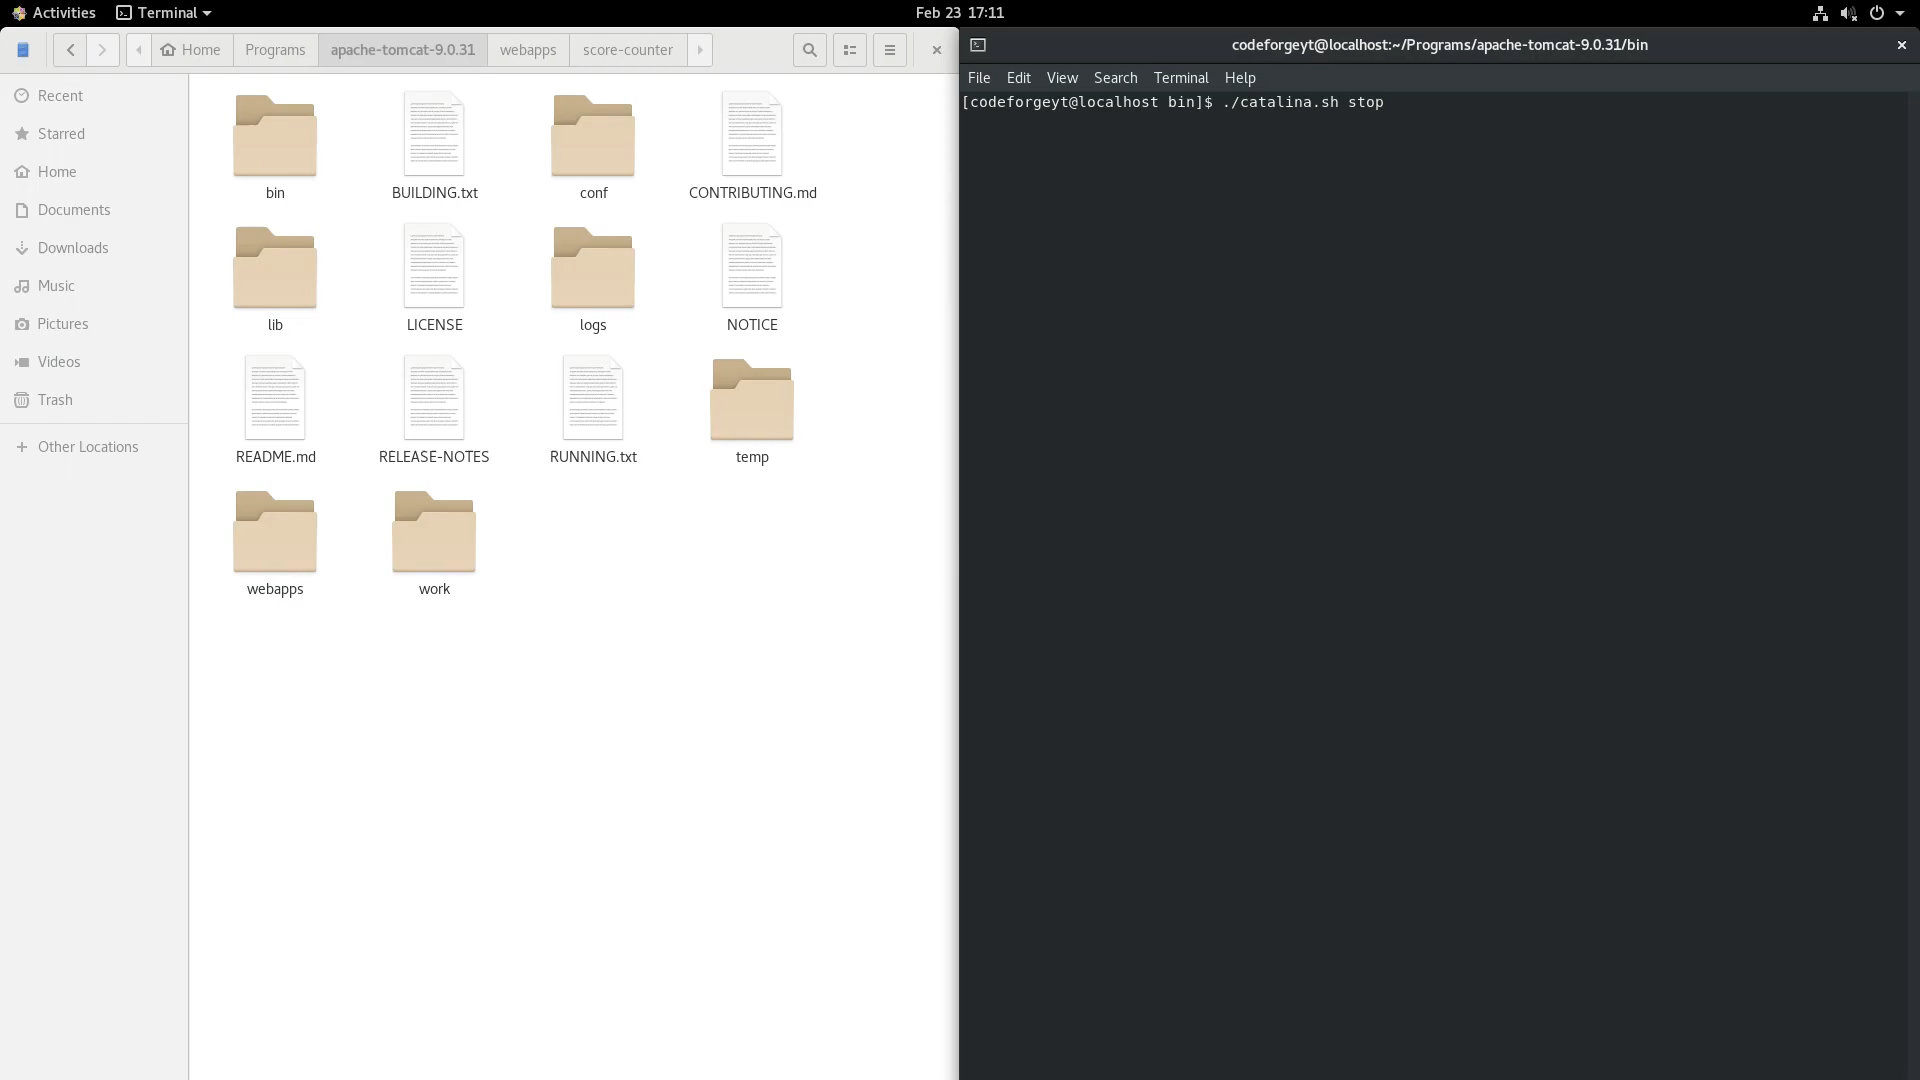 Activities Terminal Feb 23 17:11
Home Programs apache-tomcat-9.0.31 webapps score-counter
codeforgeyt@localhost:~/Programs/apache-tomcat-9.0.31/bin
File Edit View Search Terminal Help
[codeforgeyt@localhost bin]$ ./catalina.sh stop
Recent
Starred
Home
Documents
Downloads
Music
Pictures
Videos
Trash
Other Locations
bin BUILDING.txt conf CONTRIBUTING.md
lib LICENSE logs NOTICE
README.md RELEASE-NOTES RUNNING.txt temp
webapps work